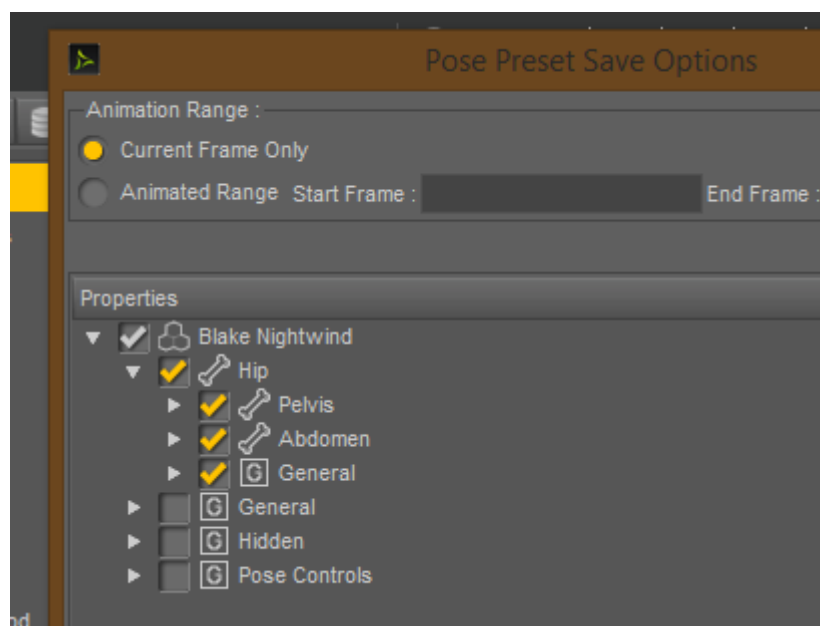 Pose Preset Save Options
Animation Range :
Current Frame Only
Animated Range Start Frame : End Frame :
Properties
Blake Nightwind
Hip
Pelvis
Abdomen
G General
G General
G Hidden
G Pose Controls